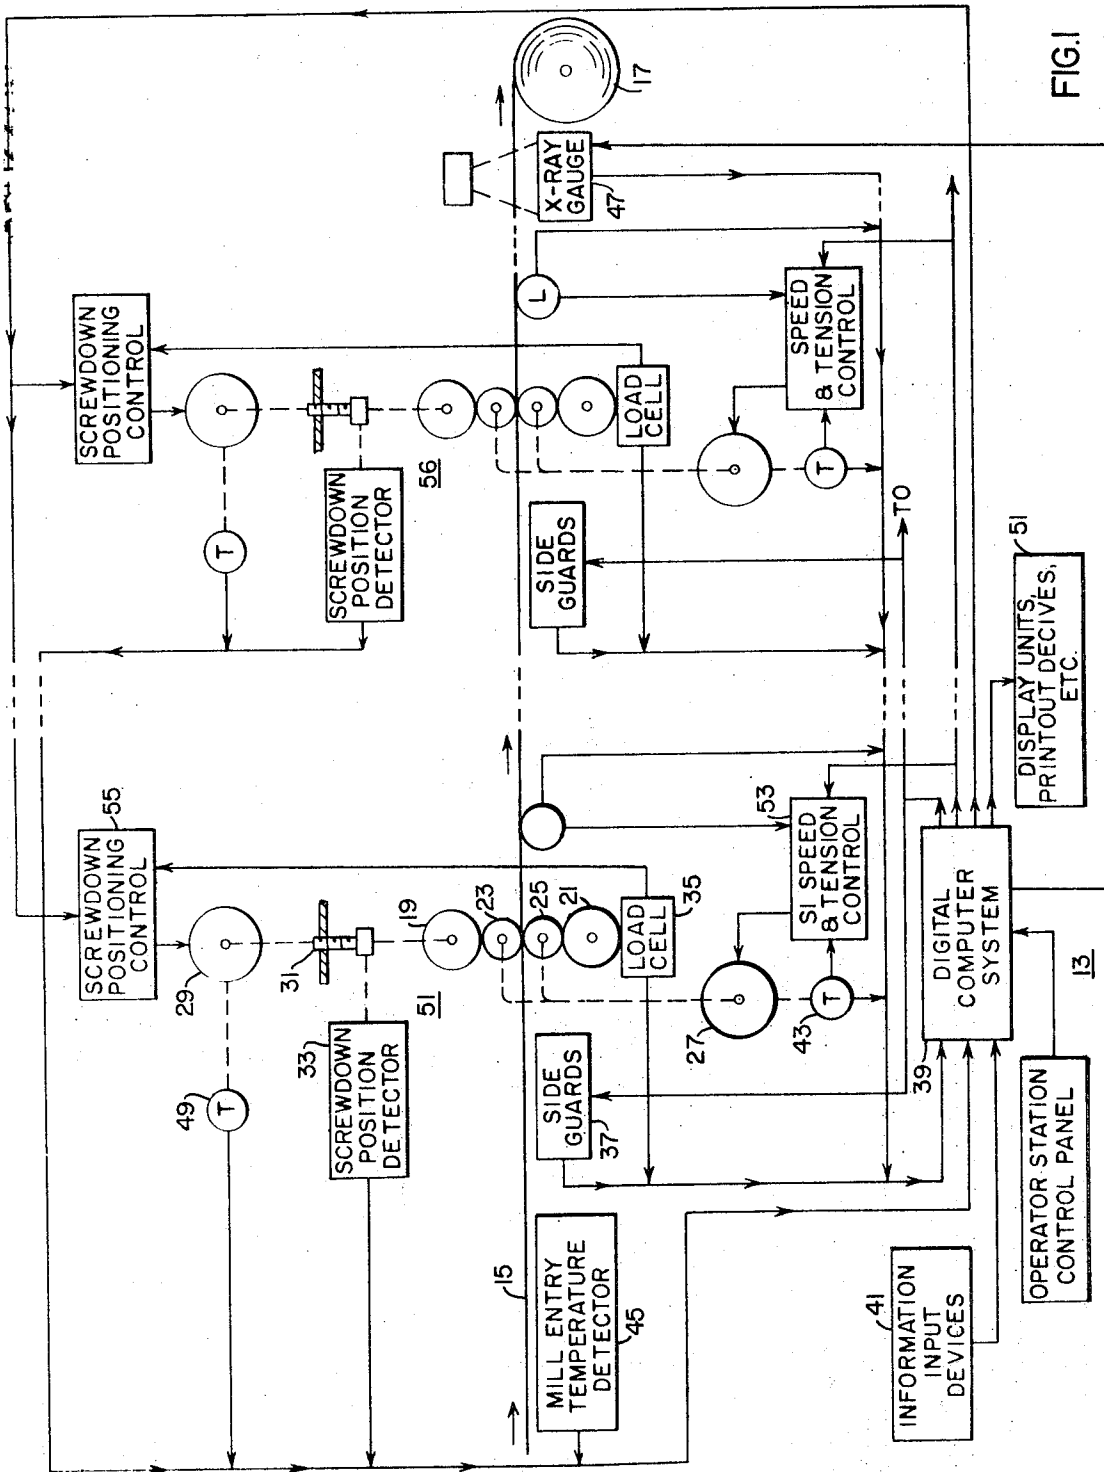 FIG.1
SCREWDOWN
POSITIONING
CONTROL
55
29
T
49
31
33
SCREWDOWN
POSITION
DETECTOR
51
19
23
25
21
LOAD
CELL
35
15
MILL ENTRY
TEMPERATURE
DETECTOR
45
SIDE
GUARDS
37
27
T
43
SI SPEED
& TENSION
CONTROL
53
SCREWDOWN
POSITIONING
CONTROL
T
SCREWDOWN
POSITION
DETECTOR
56
LOAD
CELL
SIDE
GUARDS
L
T
SPEED
& TENSION
CONTROL
X-RAY
GAUGE
47
17
TO
DIGITAL
COMPUTER
SYSTEM
39
13
DISPLAY UNITS,
PRINTOUT DECIVES,
ETC.
51
INFORMATION
INPUT
DEVICES
41
OPERATOR STATION
CONTROL PANEL